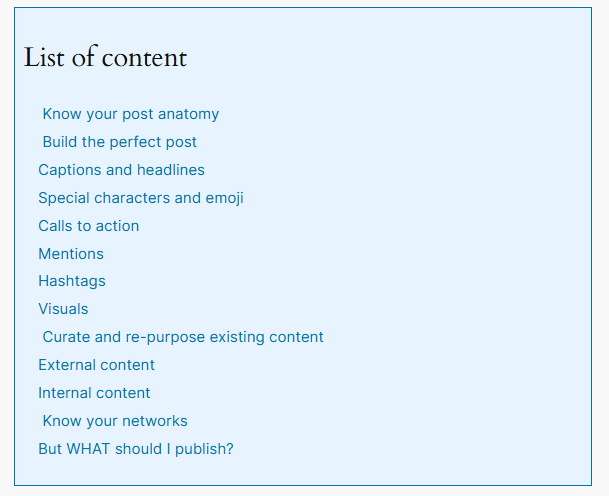 List of content
Know your post anatomy
Build the perfect post
Captions and headlines
Special characters and emoji
Calls to action
Mentions
Hashtags
Visuals
Curate and re-purpose existing content
External content
Internal content
Know your networks
But WHAT should I publish?